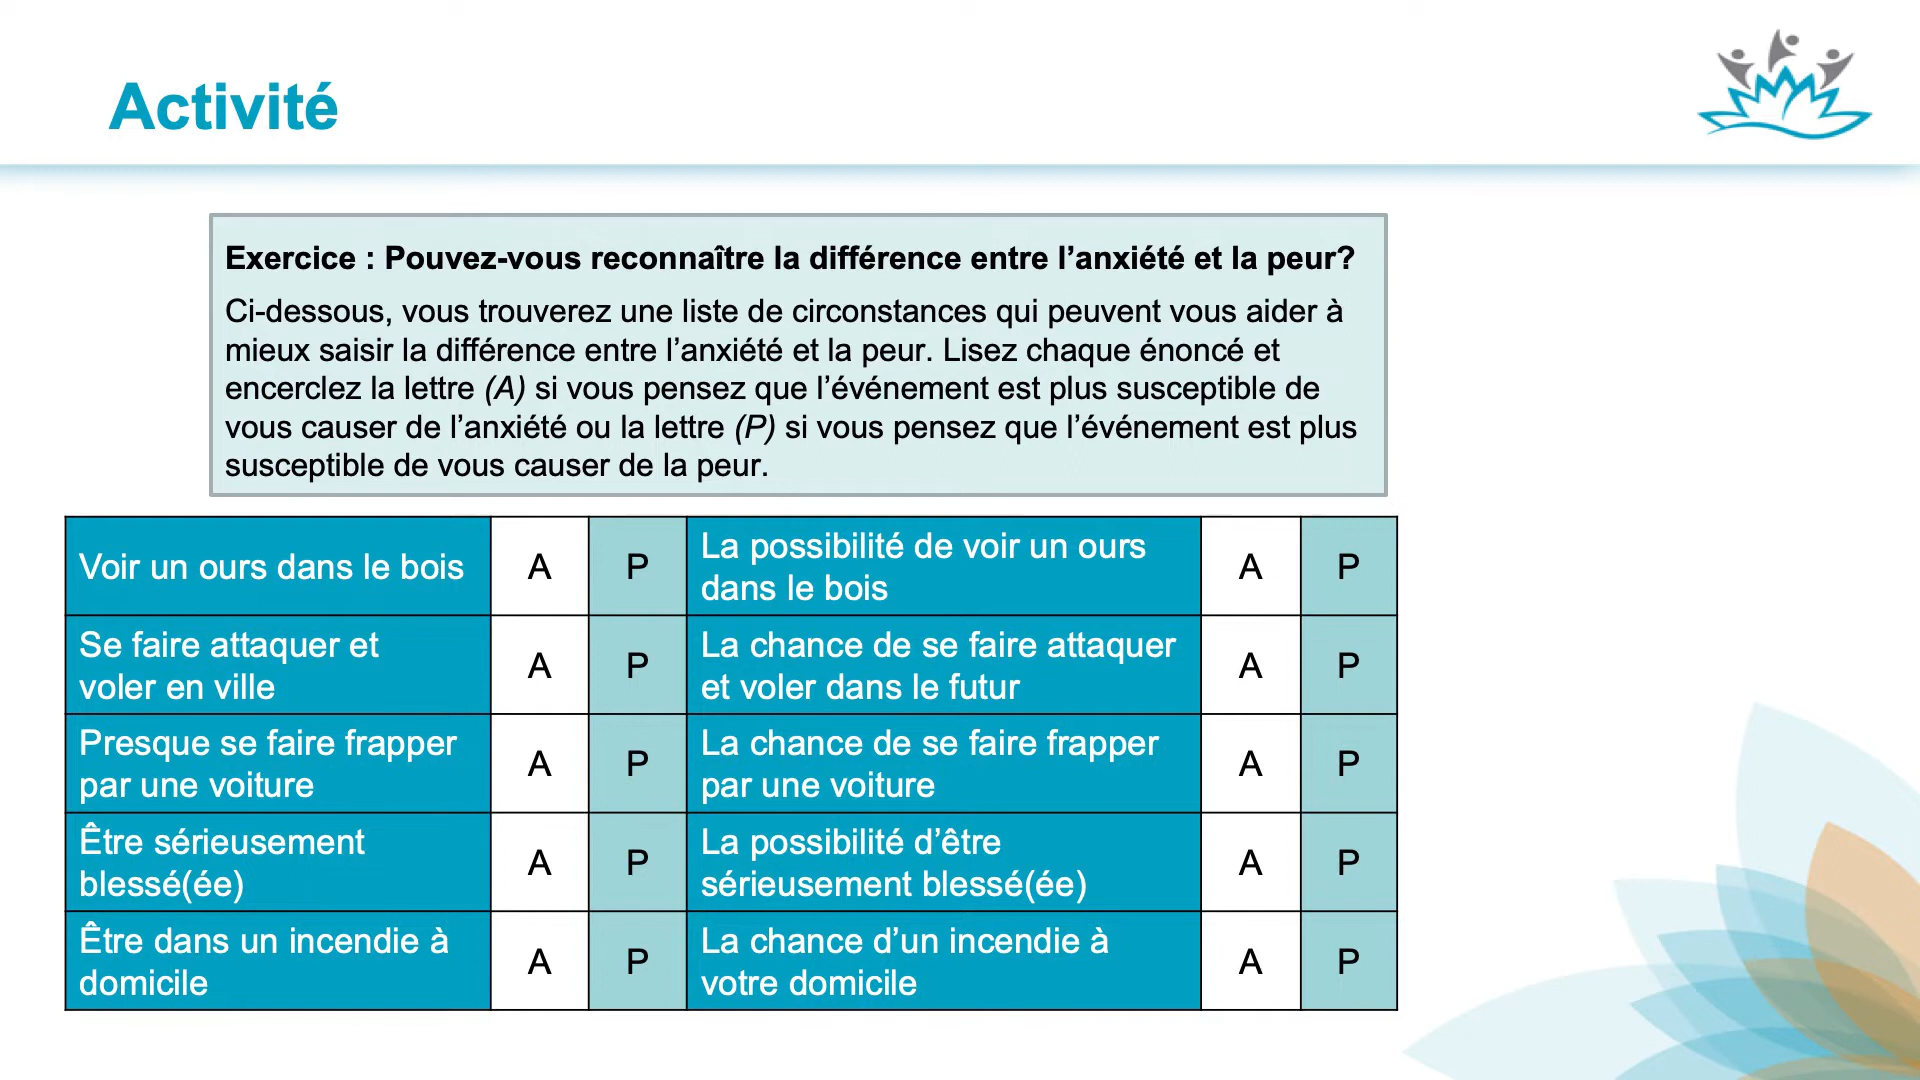 Activité
Exercice : Pouvez-vous reconnaître la différence entre l’anxiété et la peur?
Ci-dessous, vous trouverez une liste de circonstances qui peuvent vous aider à
mieux saisir la différence entre l’anxiété et la peur. Lisez chaque énoncé et
encerclez la lettre (A) si vous pensez que l’événement est plus susceptible de
vous causer de l’anxiété ou la lettre (P) si vous pensez que l’événement est plus
susceptible de vous causer de la peur.
Voir un ours dans le bois
A
P
La possibilité de voir un ours
dans le bois
A
P
Se faire attaquer et
voler en ville
A
P
La chance de se faire attaquer
et voler dans le futur
A
P
Presque se faire frapper
par une voiture
A
P
La chance de se faire frapper
par une voiture
A
P
Être sérieusement
blessé(ée)
A
P
La possibilité d’être
sérieusement blessé(ée)
A
P
Être dans un incendie à
domicile
A
P
La chance d’un incendie à
votre domicile
A
P